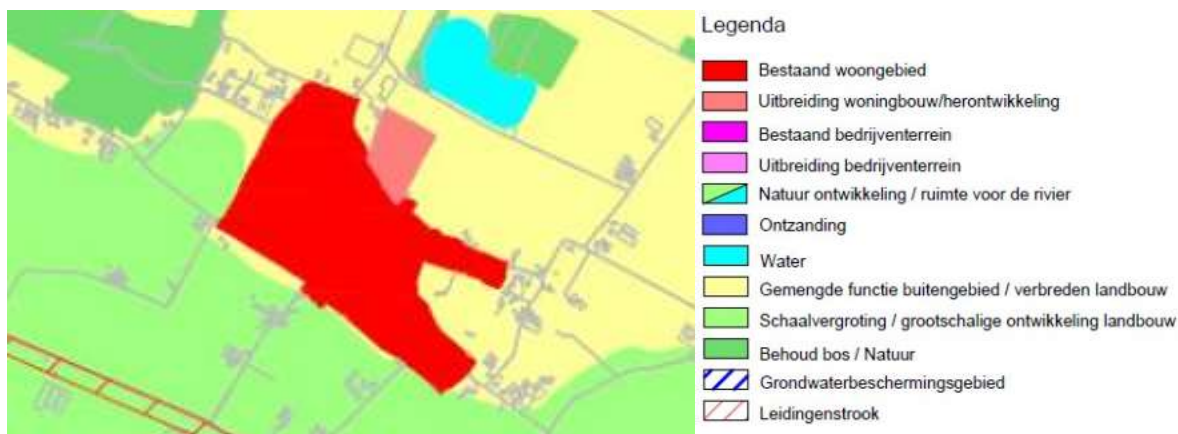 Legenda
Bestaand woongebied
Uitbreiding woningbouw/herontwikkeling
Bestaand bedrijventerrein
Uitbreiding bedrijventerrein
Natuur ontwikkeling / ruimte voor de rivier
Ontzanding
Water
Gemengde functie buitengebied / verbreden landbouw
Schaalvergroting / grootschalige ontwikkeling landbouw
Behoud bos / Natuur
Grondwaterbeschermingsgebied
Leidingenstrook